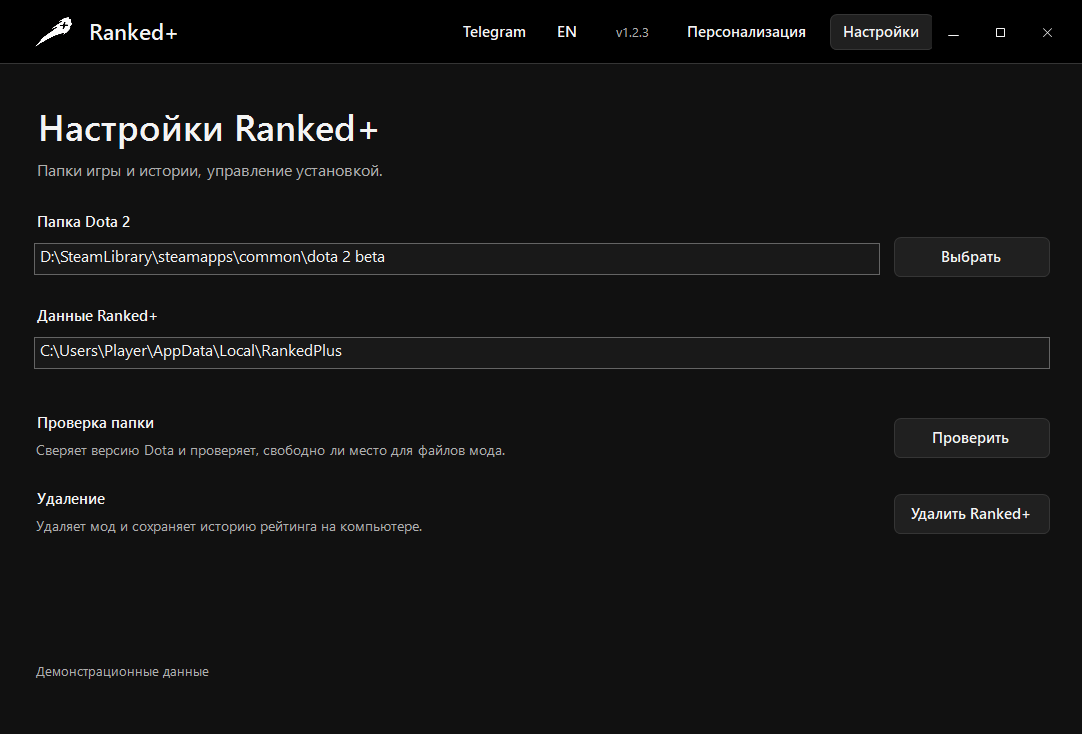 Ranked+
Telegram EN v1.2.3 Персонализация Настройки
Настройки Ranked+
Папки игры и истории, управление установкой.
Папка Dota 2
D:\SteamLibrary\steamapps\common\dota 2 beta Выбрать
Данные Ranked+
C:\Users\Player\AppData\Local\RankedPlus
Проверка папки
Сверяет версию Dota и проверяет, свободно ли место для файлов мода.
Проверить
Удаление
Удаляет мод и сохраняет историю рейтинга на компьютере.
Удалить Ranked+
Демонстрационные данные